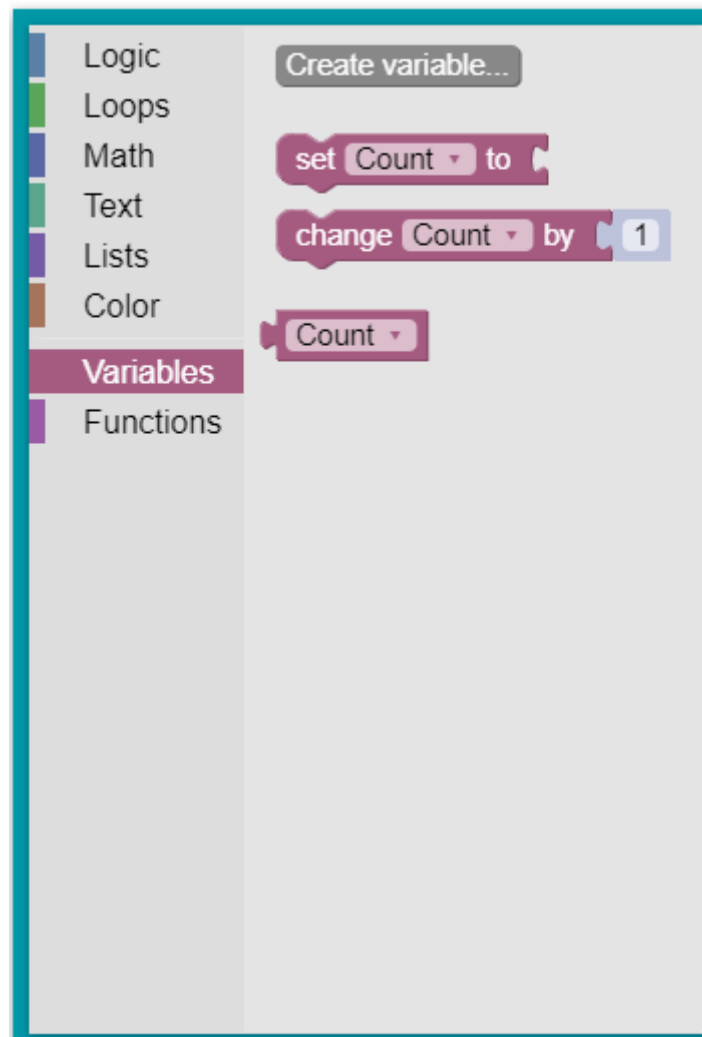 Logic
Loops
Math
Text
Lists
Color
Variables
Functions
Create variable...
set Count to
change Count by 1
Count